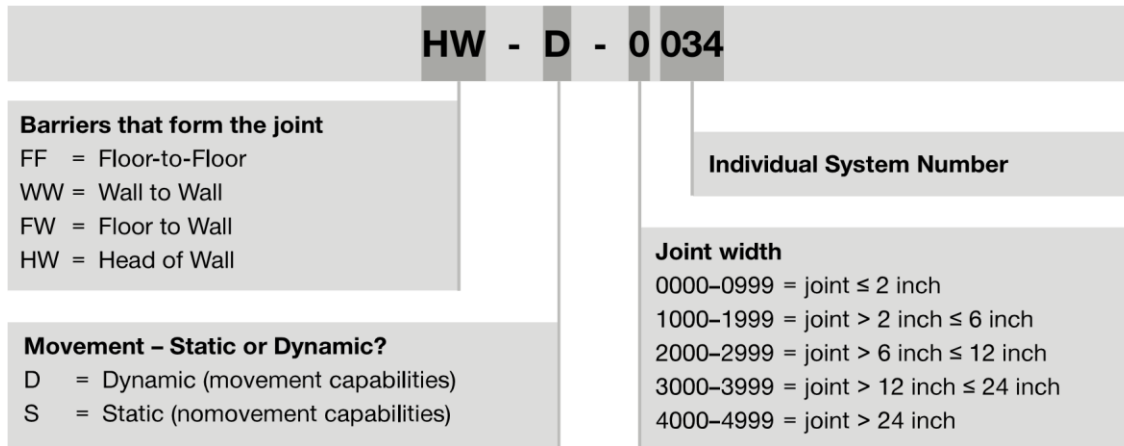 HW - D - 0 034
Barriers that form the joint
FF = Floor-to-Floor
WW = Wall to Wall
FW = Floor to Wall
HW = Head of Wall
Movement – Static or Dynamic?
D = Dynamic (movement capabilities)
S = Static (nomovement capabilities)
Individual System Number
Joint width
0000–0999 = joint ≤ 2 inch
1000–1999 = joint > 2 inch ≤ 6 inch
2000–2999 = joint > 6 inch ≤ 12 inch
3000–3999 = joint > 12 inch ≤ 24 inch
4000–4999 = joint > 24 inch